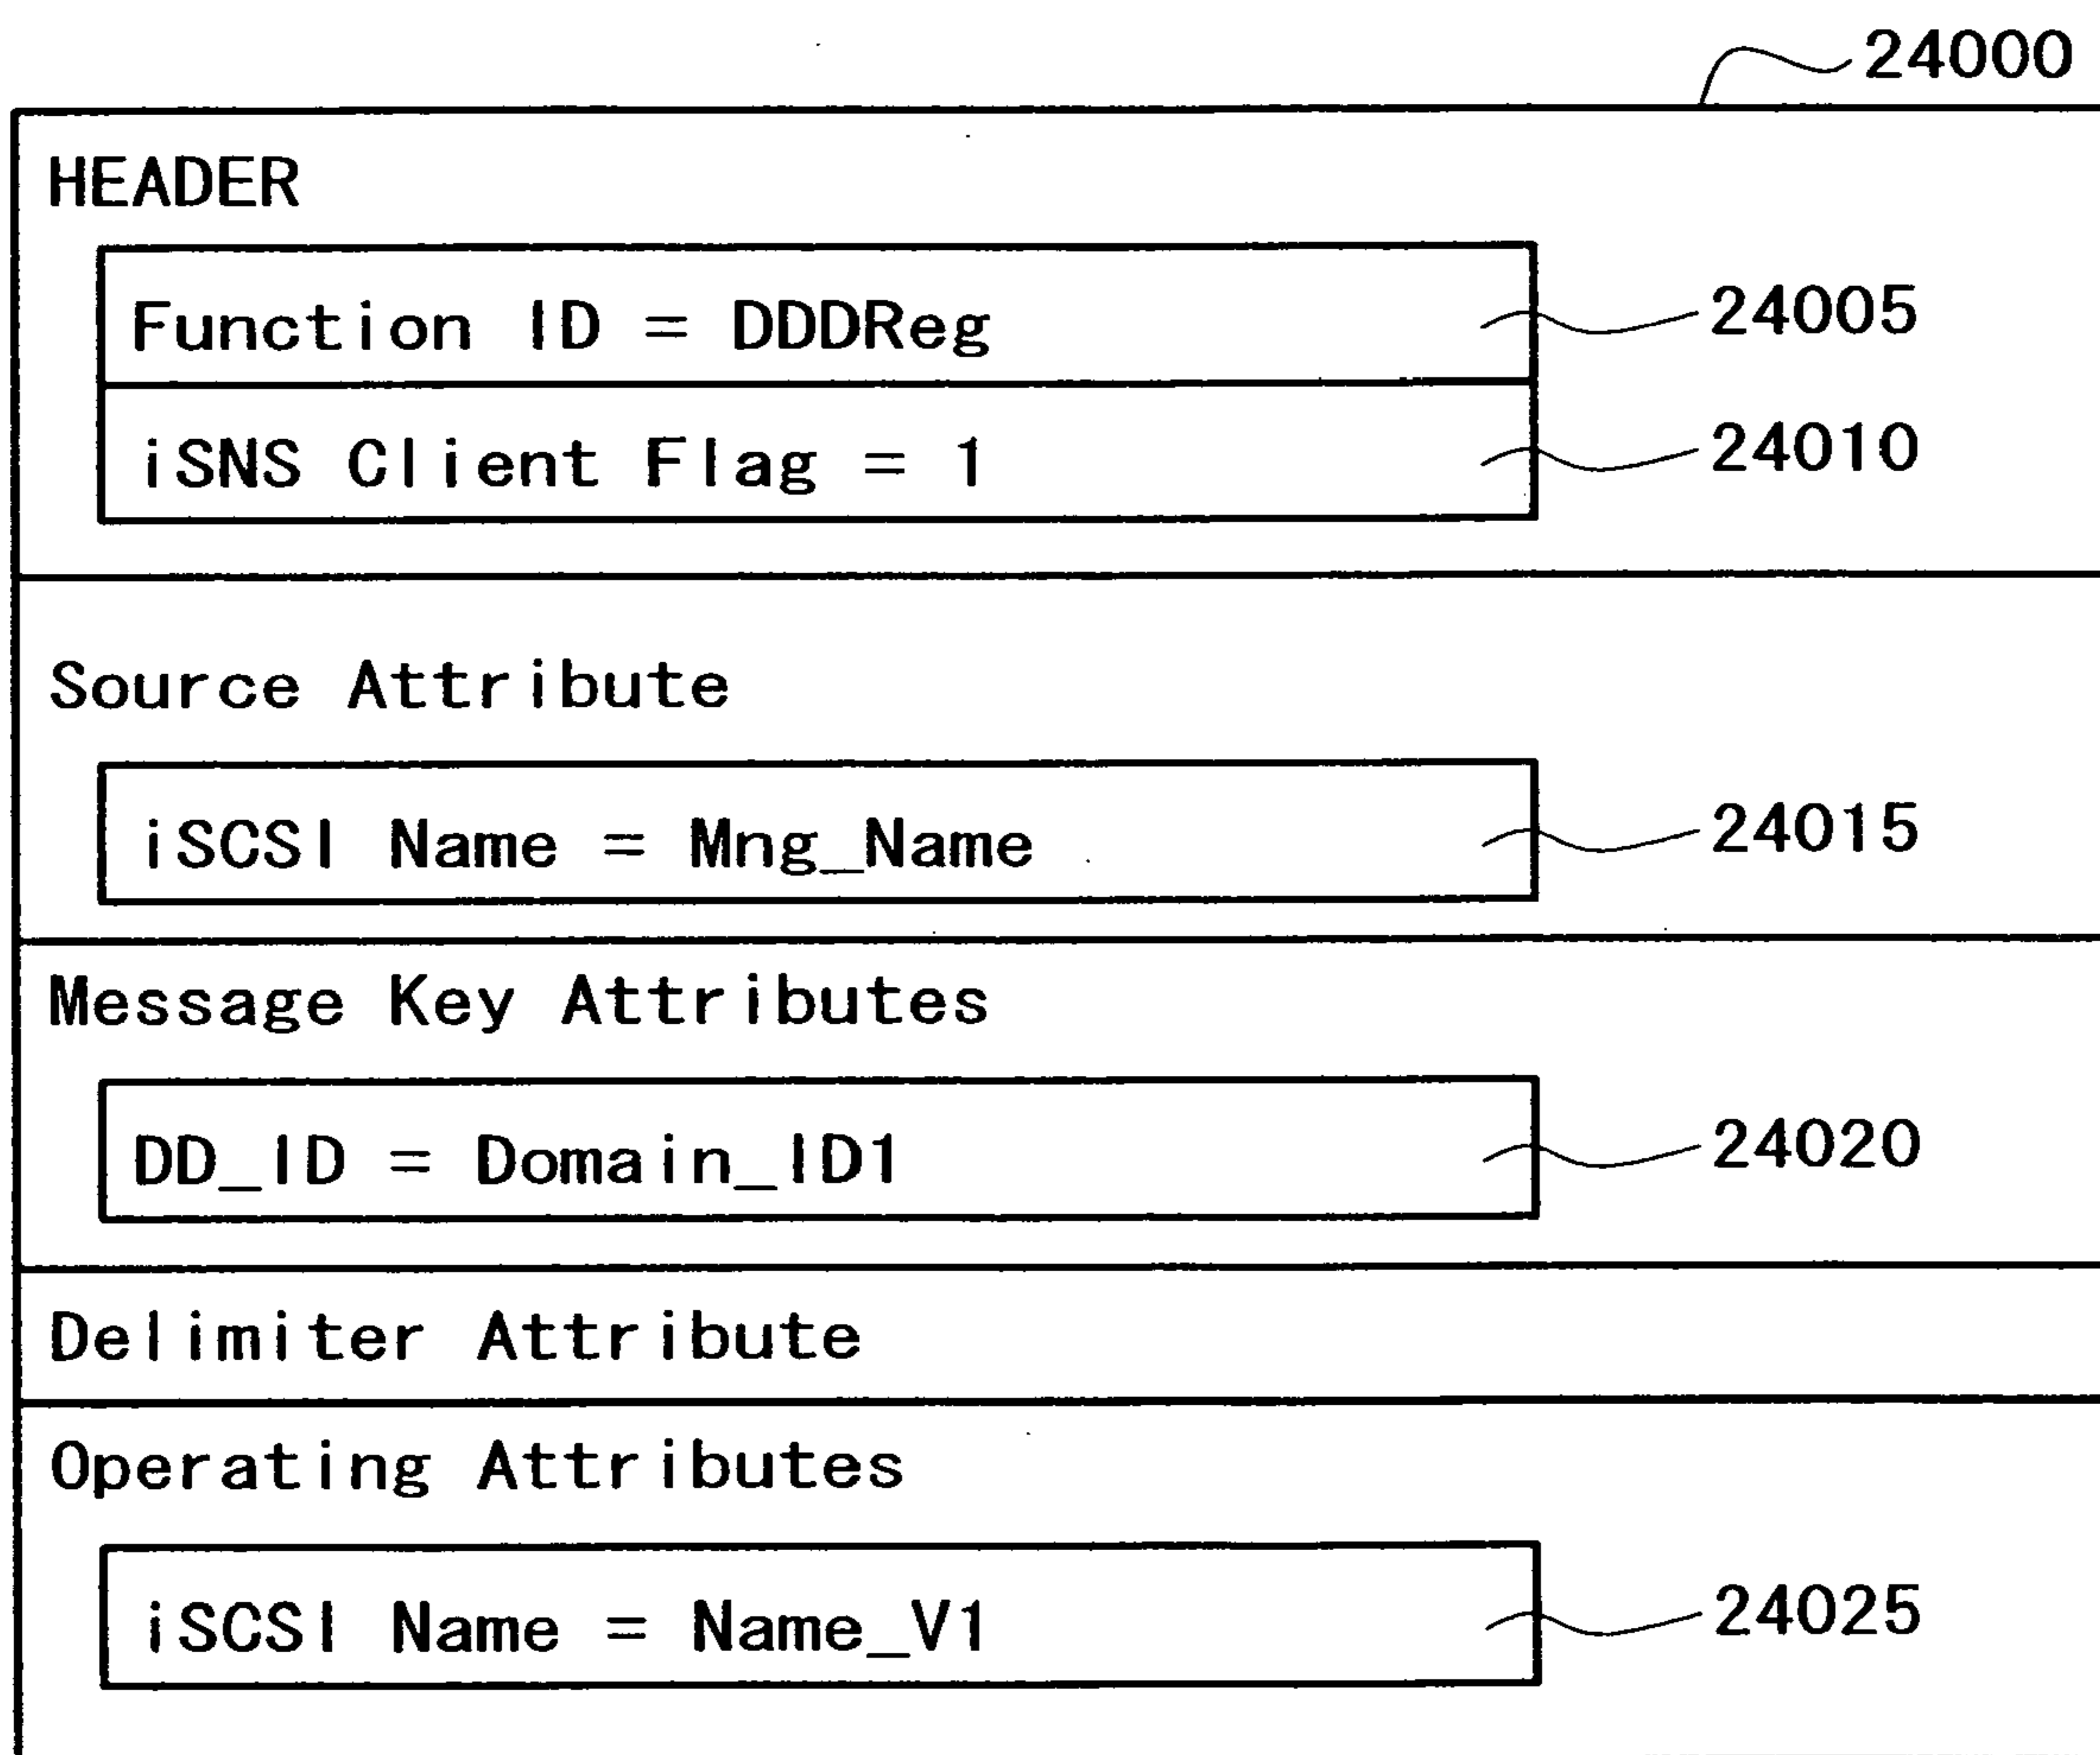 24000
HEADER
Function ID = DDDReg
24005
iSNS Client Flag = 1
24010
Source Attribute
iSCSI Name = Mng_Name
24015
Message Key Attributes
DD_ID = Domain_ID1
24020
Delimiter Attribute
Operating Attributes
iSCSI Name = Name_V1
24025